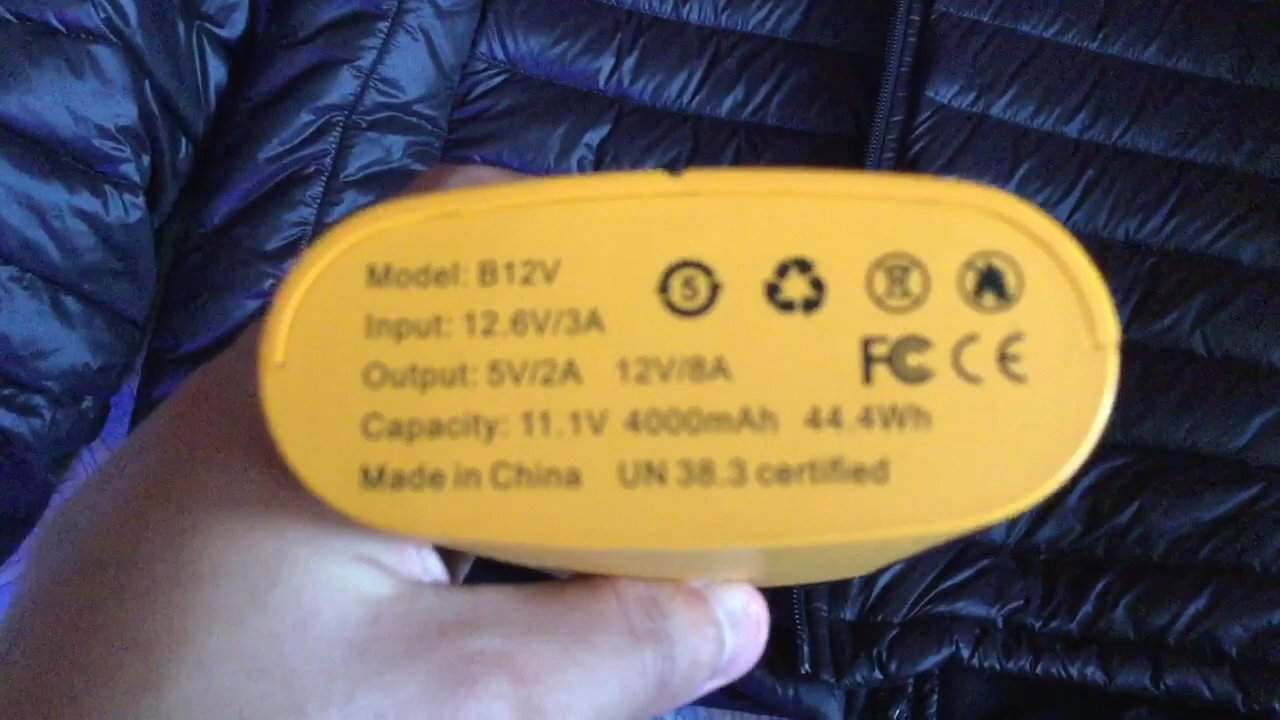 Model: B12V
Input: 12.6V/3A
Output: 5V/2A 12V/8A
Capacity: 11.1V 4000mAh 44.4Wh
Made in China UN 38.3 certified
5
FC CE